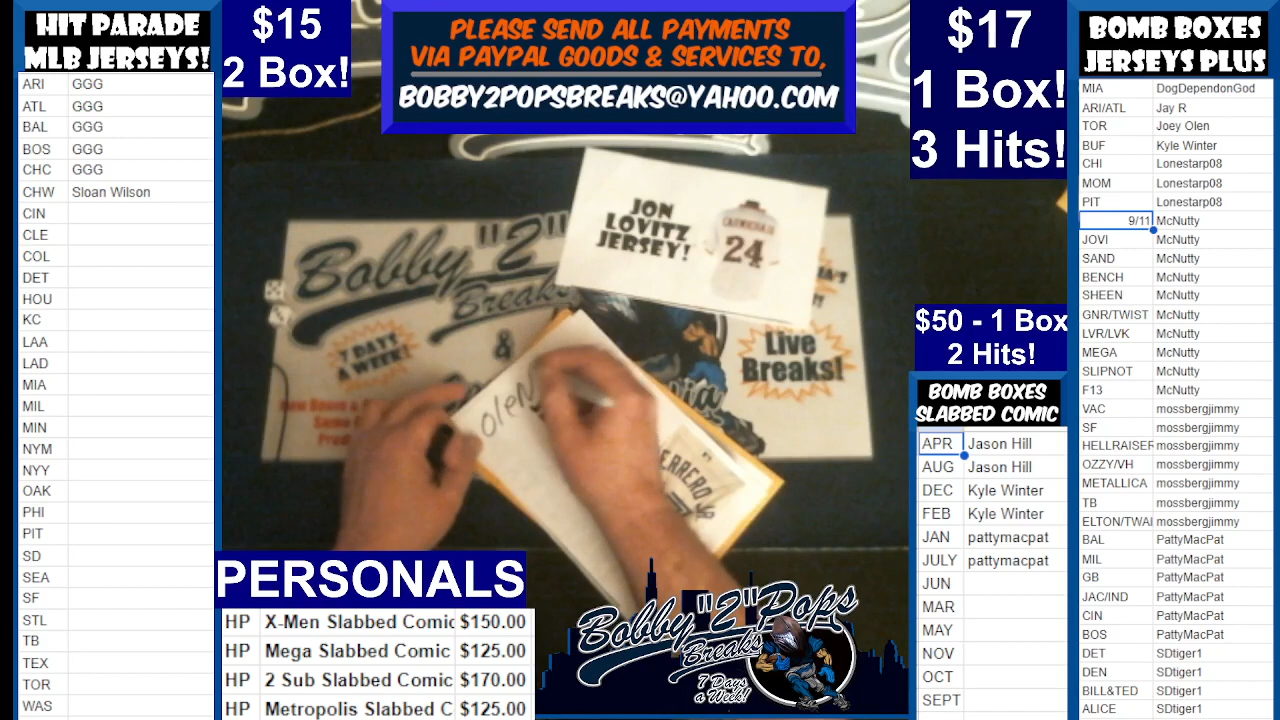 HIT PARADE
MLB JERSEYS!
ARI GGG
ATL GGG
BAL GGG
BOS GGG
CHC GGG
CHW Sloan Wilson
CIN
CLE
COL
DET
HOU
KC
LAA
LAD
MIA
MIL
MIN
NYM
NYY
OAK
PHI
PIT
SD
SEA
SF
STL
TB
TEX
TOR
WAS
$15
2 Box!
PLEASE SEND ALL PAYMENTS
VIA PAYPAL GOODS & SERVICES TO,
BOBBY2POPSBREAKS@YAHOO.COM
JON
LOVITZ
JERSEY!
24
Bobby "2"
Breaks
&
7 DAYS
A WEEK!
Live
Breaks!
Olen
GUERRERO JR
PERSONALS
HP X-Men Slabbed Comic $150.00
HP Mega Slabbed Comic $125.00
HP 2 Sub Slabbed Comic $170.00
HP Metropolis Slabbed C $125.00
Bobby "2" Pops
Breaks
7 Days
a Week!
$17
1 Box!
3 Hits!
$50 - 1 Box
2 Hits!
BOMB BOXES
SLABBED COMIC
APR Jason Hill
AUG Jason Hill
DEC Kyle Winter
FEB Kyle Winter
JAN pattymacpat
JULY pattymacpat
JUN
MAR
MAY
NOV
OCT
SEPT
BOMB BOXES
JERSEYS PLUS
MIA DogDependonGod
ARI/ATL Jay R
TOR Joey Olen
BUF Kyle Winter
CHI Lonestarp08
MOM Lonestarp08
PIT Lonestarp08
9/11 McNutty
JOVI McNutty
SAND McNutty
BENCH McNutty
SHEEN McNutty
GNR/TWIST McNutty
LVR/LVK McNutty
MEGA McNutty
SLIPNOT McNutty
F13 McNutty
VAC mossbergjimmy
SF mossbergjimmy
HELLRAISER mossbergjimmy
OZZY/VH mossbergjimmy
METALLICA mossbergjimmy
TB mossbergjimmy
ELTON/TWAI mossbergjimmy
BAL PattyMacPat
MIL PattyMacPat
GB PattyMacPat
JAC/IND PattyMacPat
CIN PattyMacPat
BOS PattyMacPat
DET SDtiger1
DEN SDtiger1
BILL&TED SDtiger1
ALICE SDtiger1